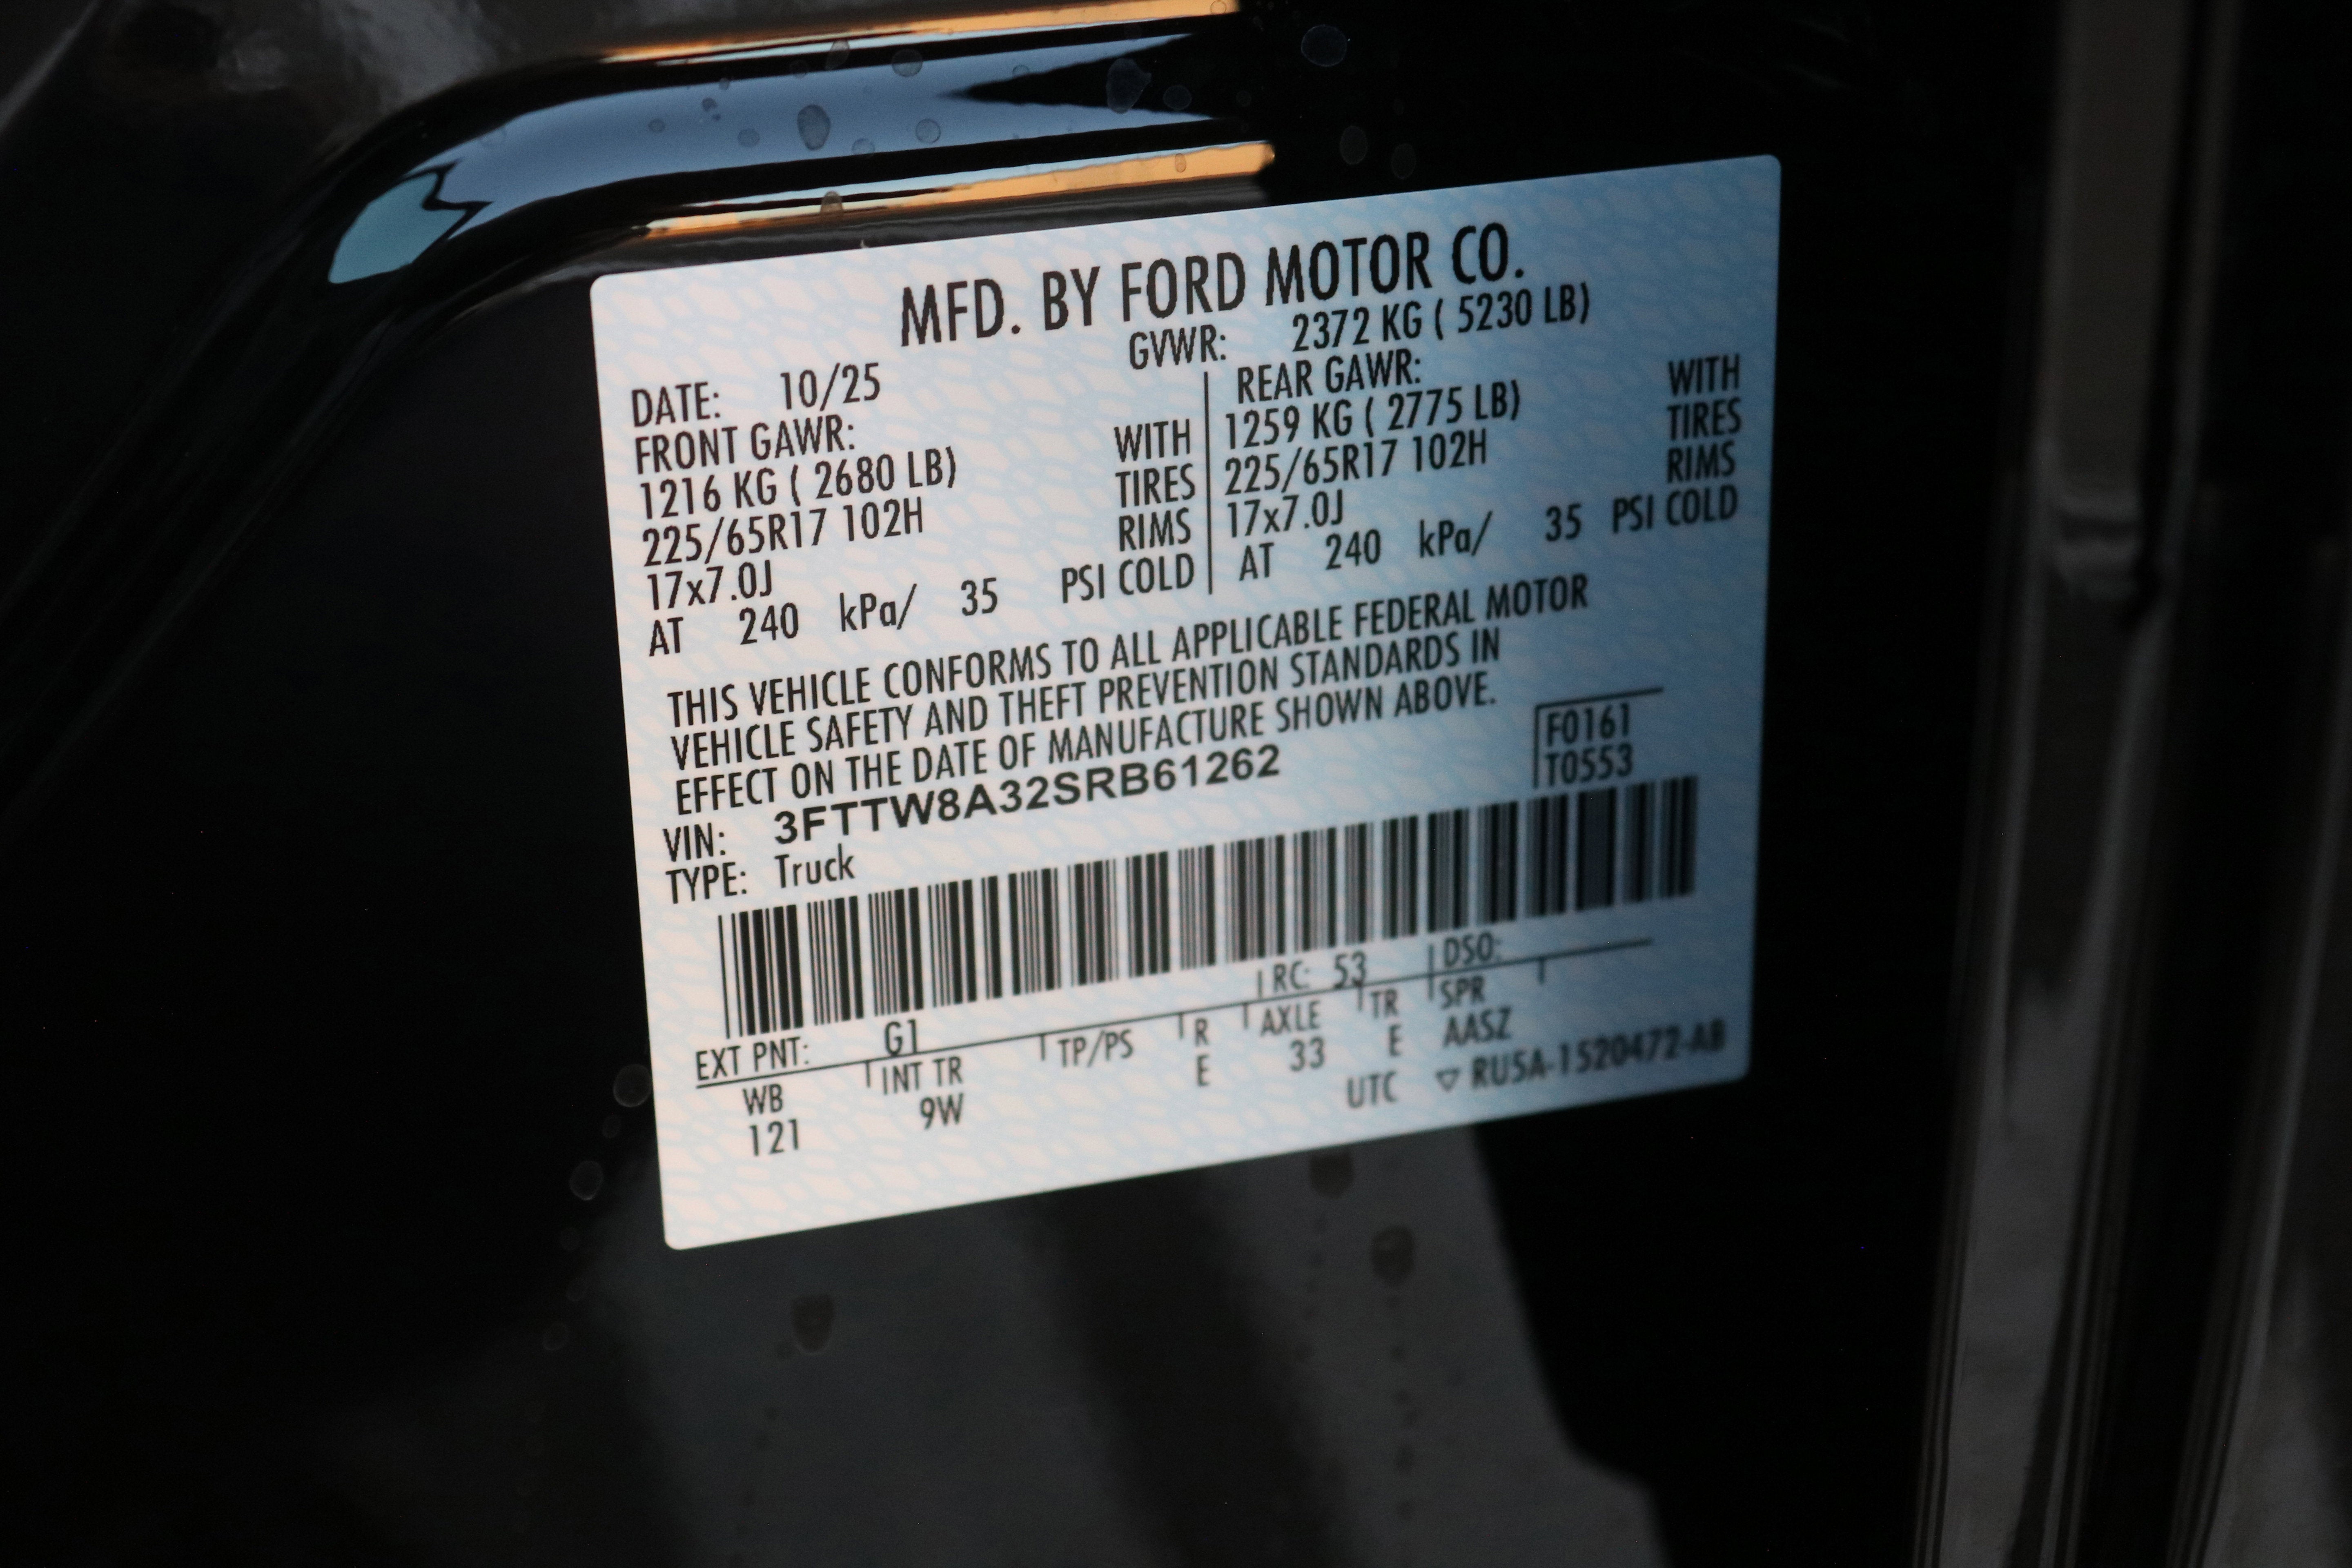 MFD. BY FORD MOTOR CO.
DATE: 10/25 GVWR: 2372 KG ( 5230 LB)
FRONT GAWR: REAR GAWR:
1216 KG ( 2680 LB) WITH 1259 KG ( 2775 LB) WITH
225/65R17 102H TIRES 225/65R17 102H TIRES
17x7.0J RIMS 17x7.0J RIMS
AT 240 kPa/ 35 PSI COLD AT 240 kPa/ 35 PSI COLD
THIS VEHICLE CONFORMS TO ALL APPLICABLE FEDERAL MOTOR
VEHICLE SAFETY AND THEFT PREVENTION STANDARDS IN
EFFECT ON THE DATE OF MANUFACTURE SHOWN ABOVE.
VIN: 3FTTW8A32SRB61262 F0161
TYPE: Truck T0553
EXT PNT: G1 RC: 53 DSO:
WB INT TR TP/PS R AXLE TR SPR
121 9W E 33 E AASZ
UTC ▽ RU5A-1520472-AB